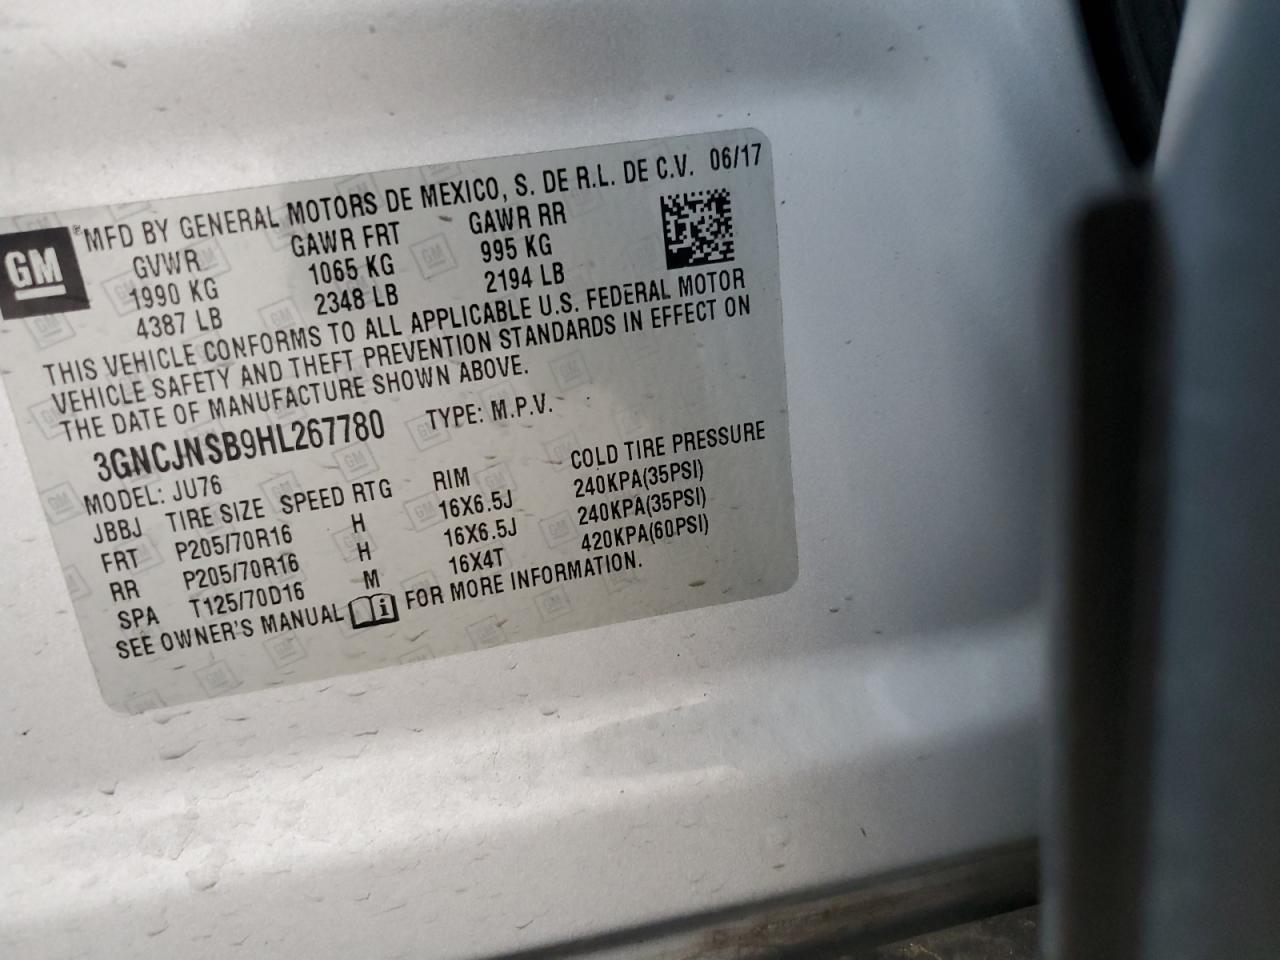 GM
® MFD BY GENERAL MOTORS DE MEXICO, S. DE R.L. DE C.V. 06/17
GVWR GAWR FRT GAWR RR
1990 KG 1065 KG 995 KG
4387 LB 2348 LB 2194 LB
THIS VEHICLE CONFORMS TO ALL APPLICABLE U.S. FEDERAL MOTOR
VEHICLE SAFETY AND THEFT PREVENTION STANDARDS IN EFFECT ON
THE DATE OF MANUFACTURE SHOWN ABOVE.
3GNCJNSB9HL267780 TYPE: M.P.V.
MODEL: JU76
JBBJ TIRE SIZE SPEED RTG RIM COLD TIRE PRESSURE
FRT P205/70R16 H 16X6.5J 240KPA(35PSI)
RR P205/70R16 H 16X6.5J 240KPA(35PSI)
SPA T125/70D16 M 16X4T 420KPA(60PSI)
SEE OWNER'S MANUAL i FOR MORE INFORMATION.